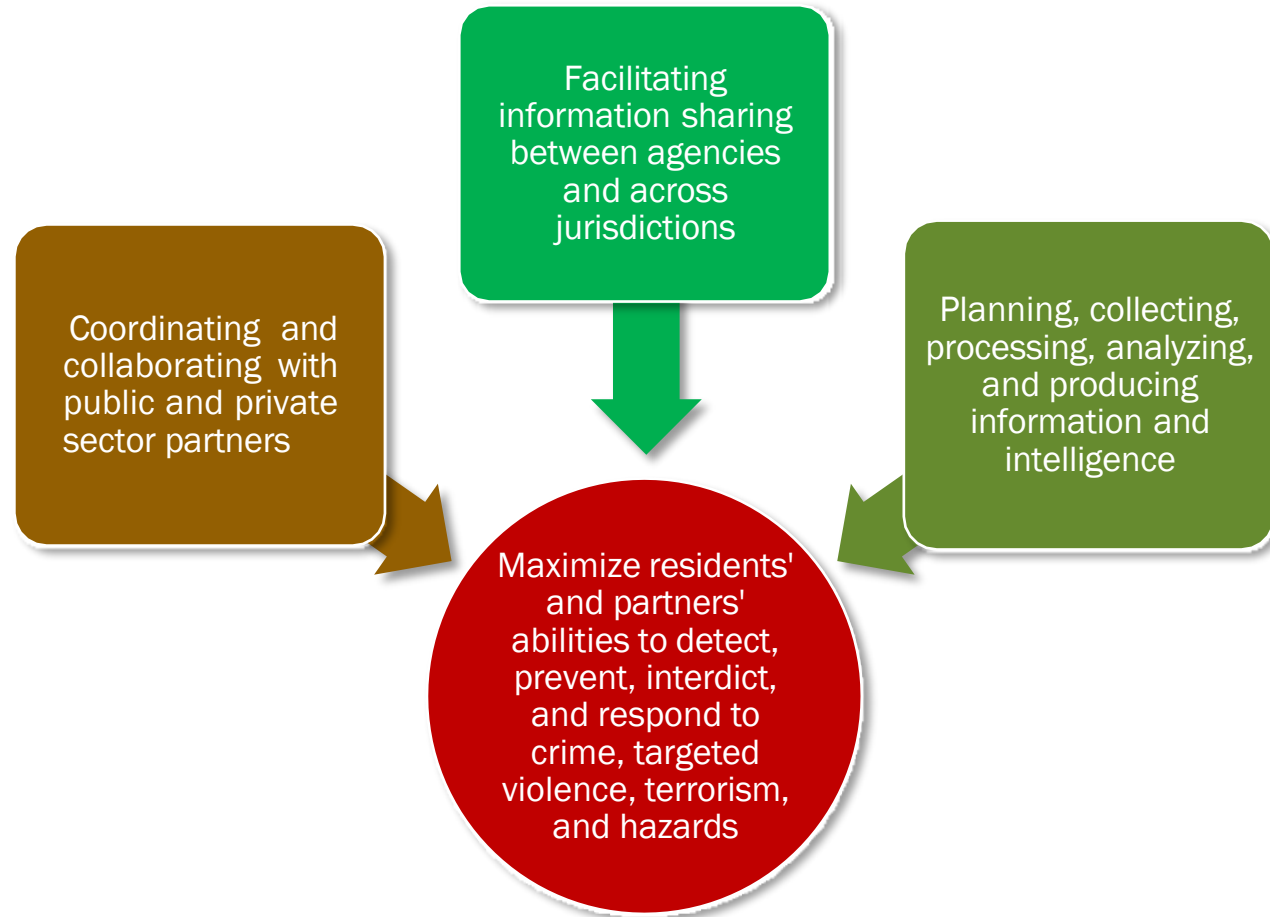 Facilitating
information sharing
between agencies
and across
jurisdictions
Coordinating and
collaborating with
public and private
sector partners
Planning, collecting,
processing, analyzing,
and producing
information and
intelligence
Maximize residents'
and partners'
abilities to detect,
prevent, interdict,
and respond to
crime, targeted
violence, terrorism,
and hazards